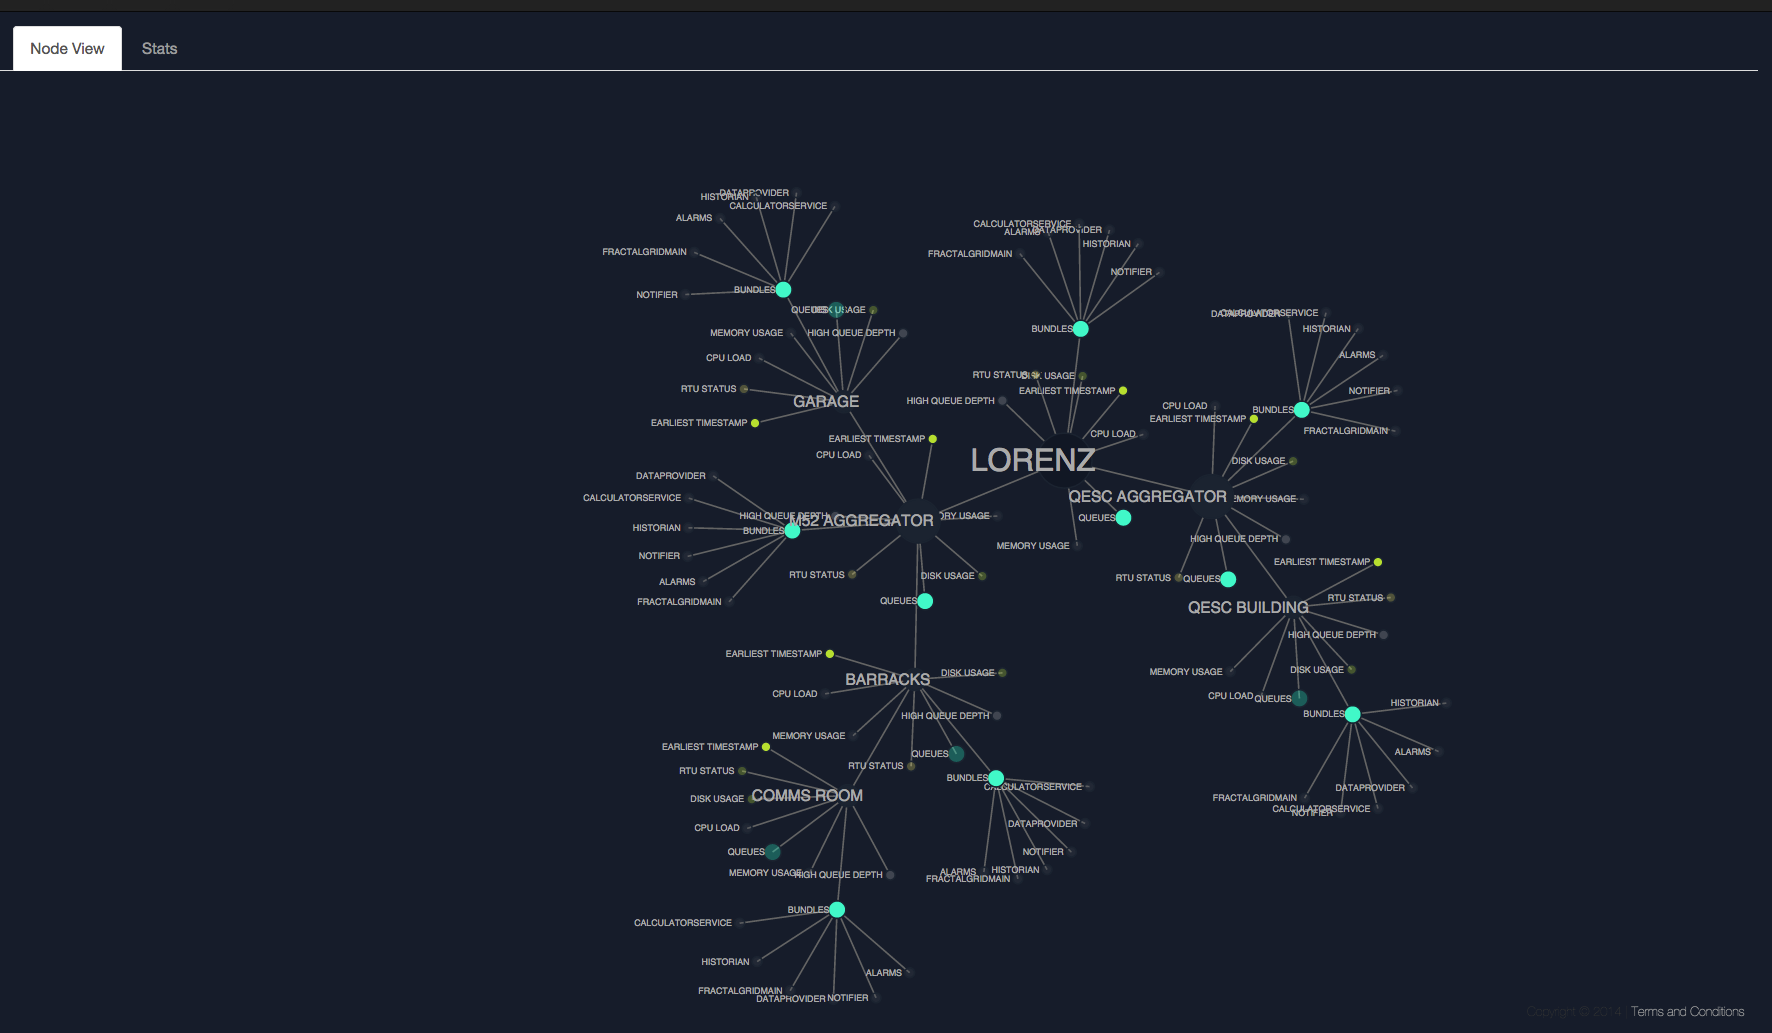 Node View
Stats
DATAPROVIDER
HISTORIAN
CALCULATORSERVICE
ALARMS
FRACTALGRIDMAIN
NOTIFIER
BUNDLES
QUEUES
DISK USAGE
MEMORY USAGE
HIGH QUEUE DEPTH
CPU LOAD
RTU STATUS
GARAGE
EARLIEST TIMESTAMP
CALCULATORSERVICE
ALARMS
DATAPROVIDER
HISTORIAN
FRACTALGRIDMAIN
NOTIFIER
BUNDLES
RTU STATUS
DISK USAGE
EARLIEST TIMESTAMP
HIGH QUEUE DEPTH
CPU LOAD
LORENZ
QUEUES
MEMORY USAGE
DATAPROVIDER
CALCULATORSERVICE
HISTORIAN
ALARMS
NOTIFIER
BUNDLES
FRACTALGRIDMAIN
CPU LOAD
EARLIEST TIMESTAMP
DISK USAGE
QESC AGGREGATOR
MEMORY USAGE
HIGH QUEUE DEPTH
RTU STATUS
QUEUES
EARLIEST TIMESTAMP
CPU LOAD
DATAPROVIDER
CALCULATORSERVICE
HISTORIAN
NOTIFIER
ALARMS
FRACTALGRIDMAIN
BUNDLES
HIGH QUEUE DEPTH
M52 AGGREGATOR
ORY USAGE
RTU STATUS
DISK USAGE
QUEUES
EARLIEST TIMESTAMP
RTU STATUS
QESC BUILDING
HIGH QUEUE DEPTH
MEMORY USAGE
DISK USAGE
CPU LOAD
QUEUES
BUNDLES
HISTORIAN
ALARMS
DATAPROVIDER
FRACTALGRIDMAIN
CALCULATORSERVICE
NOTIFIER
EARLIEST TIMESTAMP
DISK USAGE
BARRACKS
CPU LOAD
HIGH QUEUE DEPTH
MEMORY USAGE
QUEUES
RTU STATUS
BUNDLES
CALCULATORSERVICE
DATAPROVIDER
NOTIFIER
HISTORIAN
ALARMS
FRACTALGRIDMAIN
EARLIEST TIMESTAMP
RTU STATUS
DISK USAGE
COMMS ROOM
CPU LOAD
QUEUES
MEMORY USAGE
HIGH QUEUE DEPTH
BUNDLES
CALCULATORSERVICE
HISTORIAN
ALARMS
FRACTALGRIDMAIN
DATAPROVIDER
NOTIFIER
Copyright © 2014 | Terms and Conditions